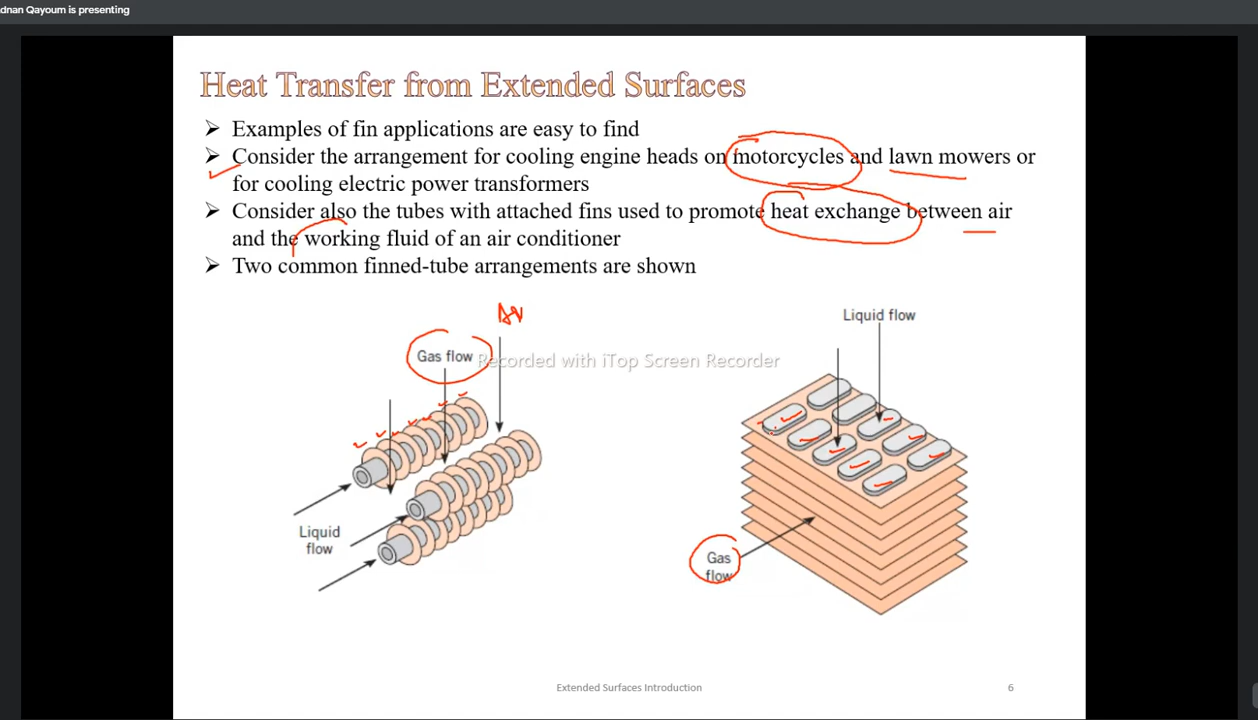 dnan Qayoum is presenting
Heat Transfer from Extended Surfaces
➢ Examples of fin applications are easy to find
➢ Consider the arrangement for cooling engine heads on motorcycles and lawn mowers or
for cooling electric power transformers
➢ Consider also the tubes with attached fins used to promote heat exchange between air
and the working fluid of an air conditioner
➢ Two common finned-tube arrangements are shown
Liquid flow
Gas flow
Recorded with iTop Screen Recorder
Liquid
flow
Gas
flow
Extended Surfaces Introduction
6